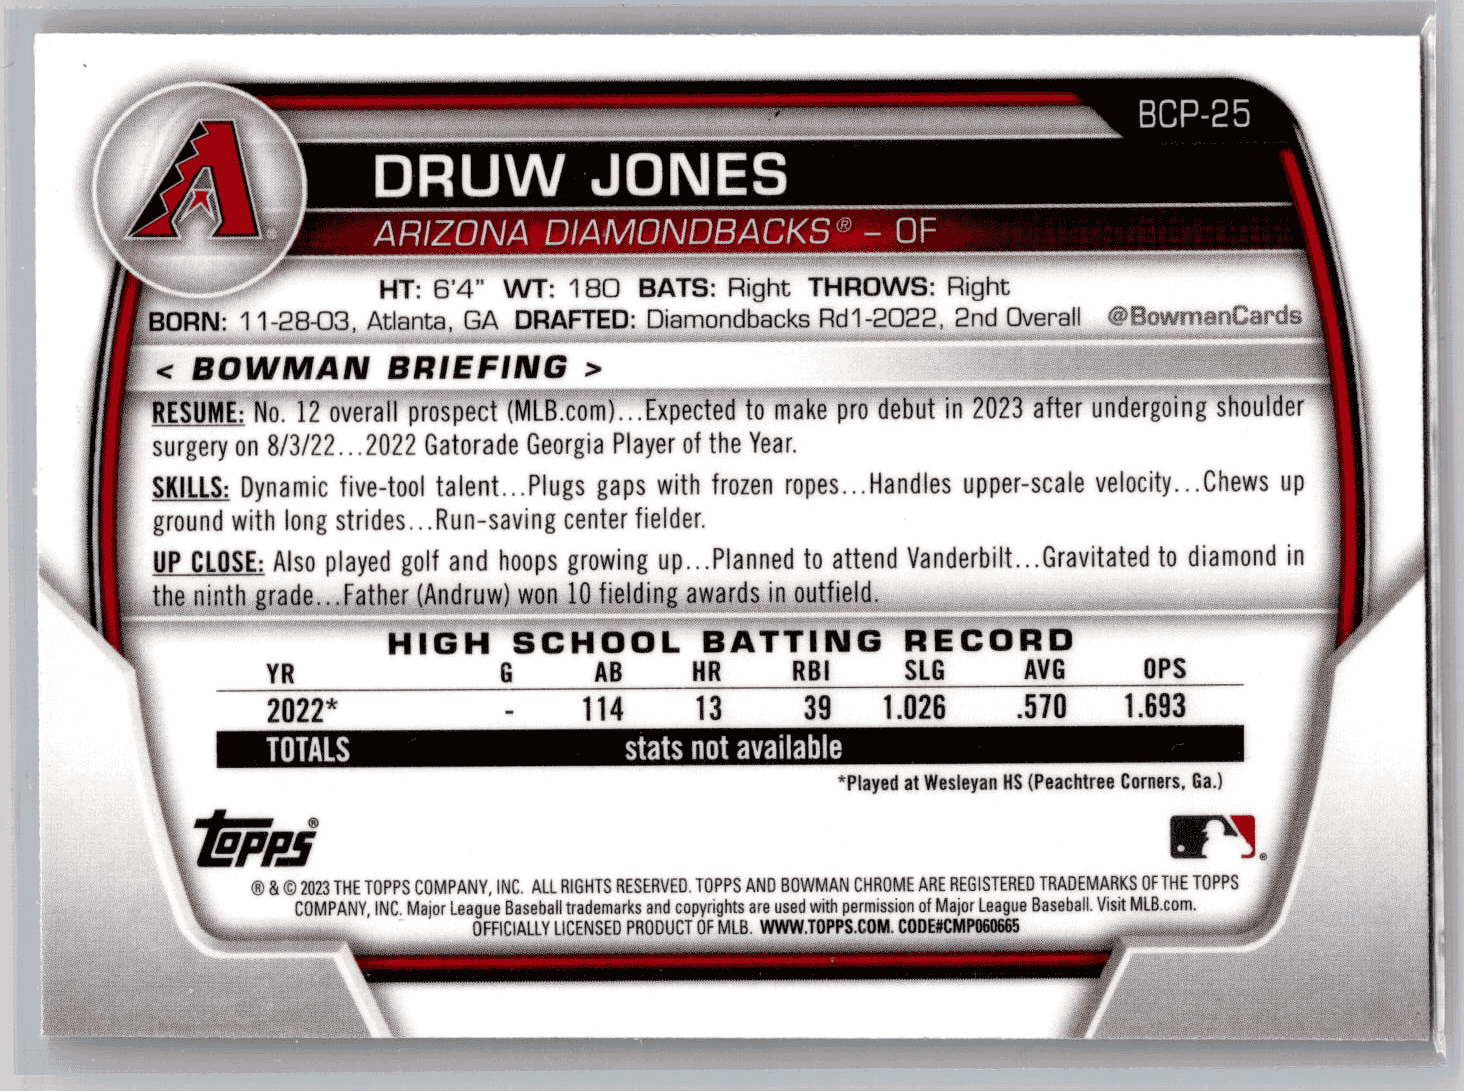 BCP-25
DRUW JONES
ARIZONA DIAMONDBACKS® – OF
HT: 6'4" WT: 180 BATS: Right THROWS: Right
BORN: 11-28-03, Atlanta, GA DRAFTED: Diamondbacks Rd1-2022, 2nd Overall @BowmanCards
< BOWMAN BRIEFING >
RESUME: No. 12 overall prospect (MLB.com)...Expected to make pro debut in 2023 after undergoing shoulder
surgery on 8/3/22...2022 Gatorade Georgia Player of the Year.
SKILLS: Dynamic five-tool talent...Plugs gaps with frozen ropes...Handles upper-scale velocity...Chews up
ground with long strides...Run-saving center fielder.
UP CLOSE: Also played golf and hoops growing up...Planned to attend Vanderbilt...Gravitated to diamond in
the ninth grade...Father (Andruw) won 10 fielding awards in outfield.
HIGH SCHOOL BATTING RECORD
YR G AB HR RBI SLG AVG OPS
2022* - 114 13 39 1.026 .570 1.693
TOTALS stats not available
*Played at Wesleyan HS (Peachtree Corners, Ga.)
Topps®
® & © 2023 THE TOPPS COMPANY, INC. ALL RIGHTS RESERVED. TOPPS AND BOWMAN CHROME ARE REGISTERED TRADEMARKS OF THE TOPPS
COMPANY, INC. Major League Baseball trademarks and copyrights are used with permission of Major League Baseball. Visit MLB.com.
OFFICIALLY LICENSED PRODUCT OF MLB. WWW.TOPPS.COM. CODE#CMP060665